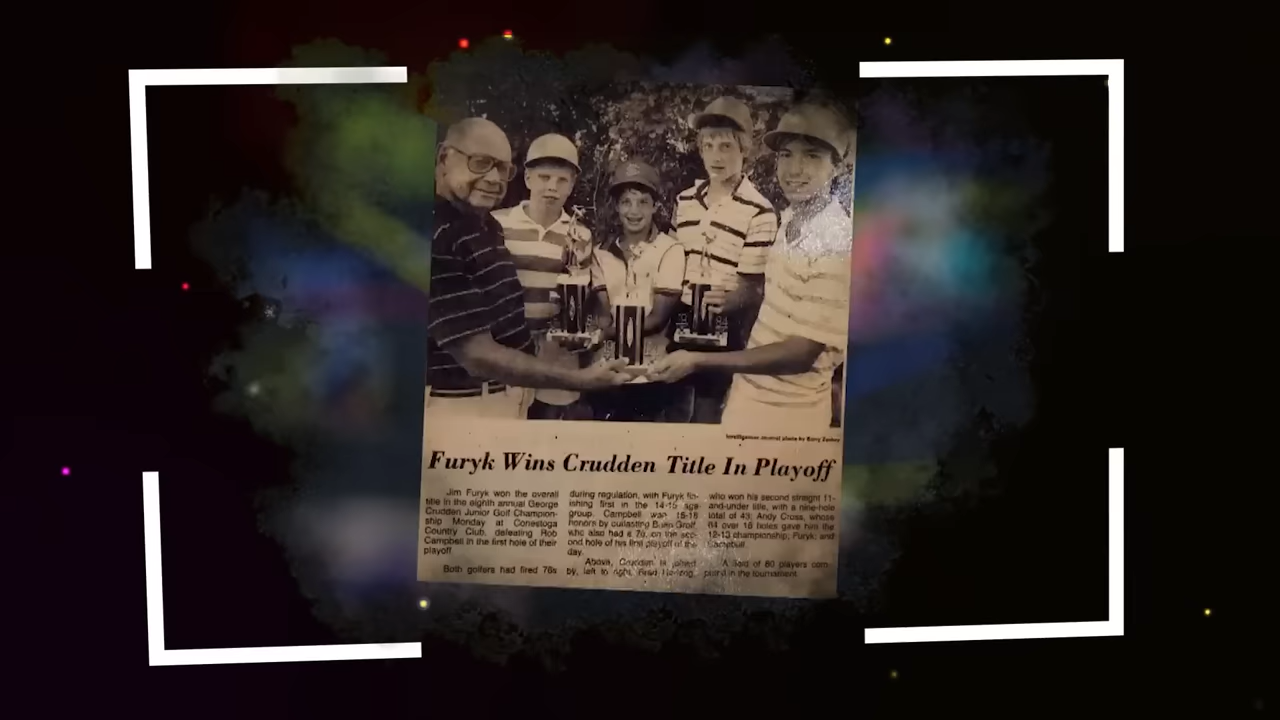 Intelligencer Journal photo by Barry Zecher
Furyk Wins Crudden Title In Playoff
Jim Furyk won the overall
title in the eighth annual George
Crudden Junior Golf Champion-
ship Monday at Conestoga
Country Club, defeating Rob
Campbell in the first hole of their
playoff.
Both golfers had fired 76s
during regulation, with Furyk fin-
ishing first in the 14-15 age
group. Campbell won 16-18
honors by outlasting
who also had a 76, on the sec-
ond hole of his first playoff of the
day.
Above, Crudden is joined
by, left to right,
who won his second straight 11-
and-under title, with a nine-hole
total of 43; Andy Cross, whose
84 over 18 holes gave him the
12-13 championship; Furyk; and
Campbell.
A field of 60 players com-
peted in the tournament.